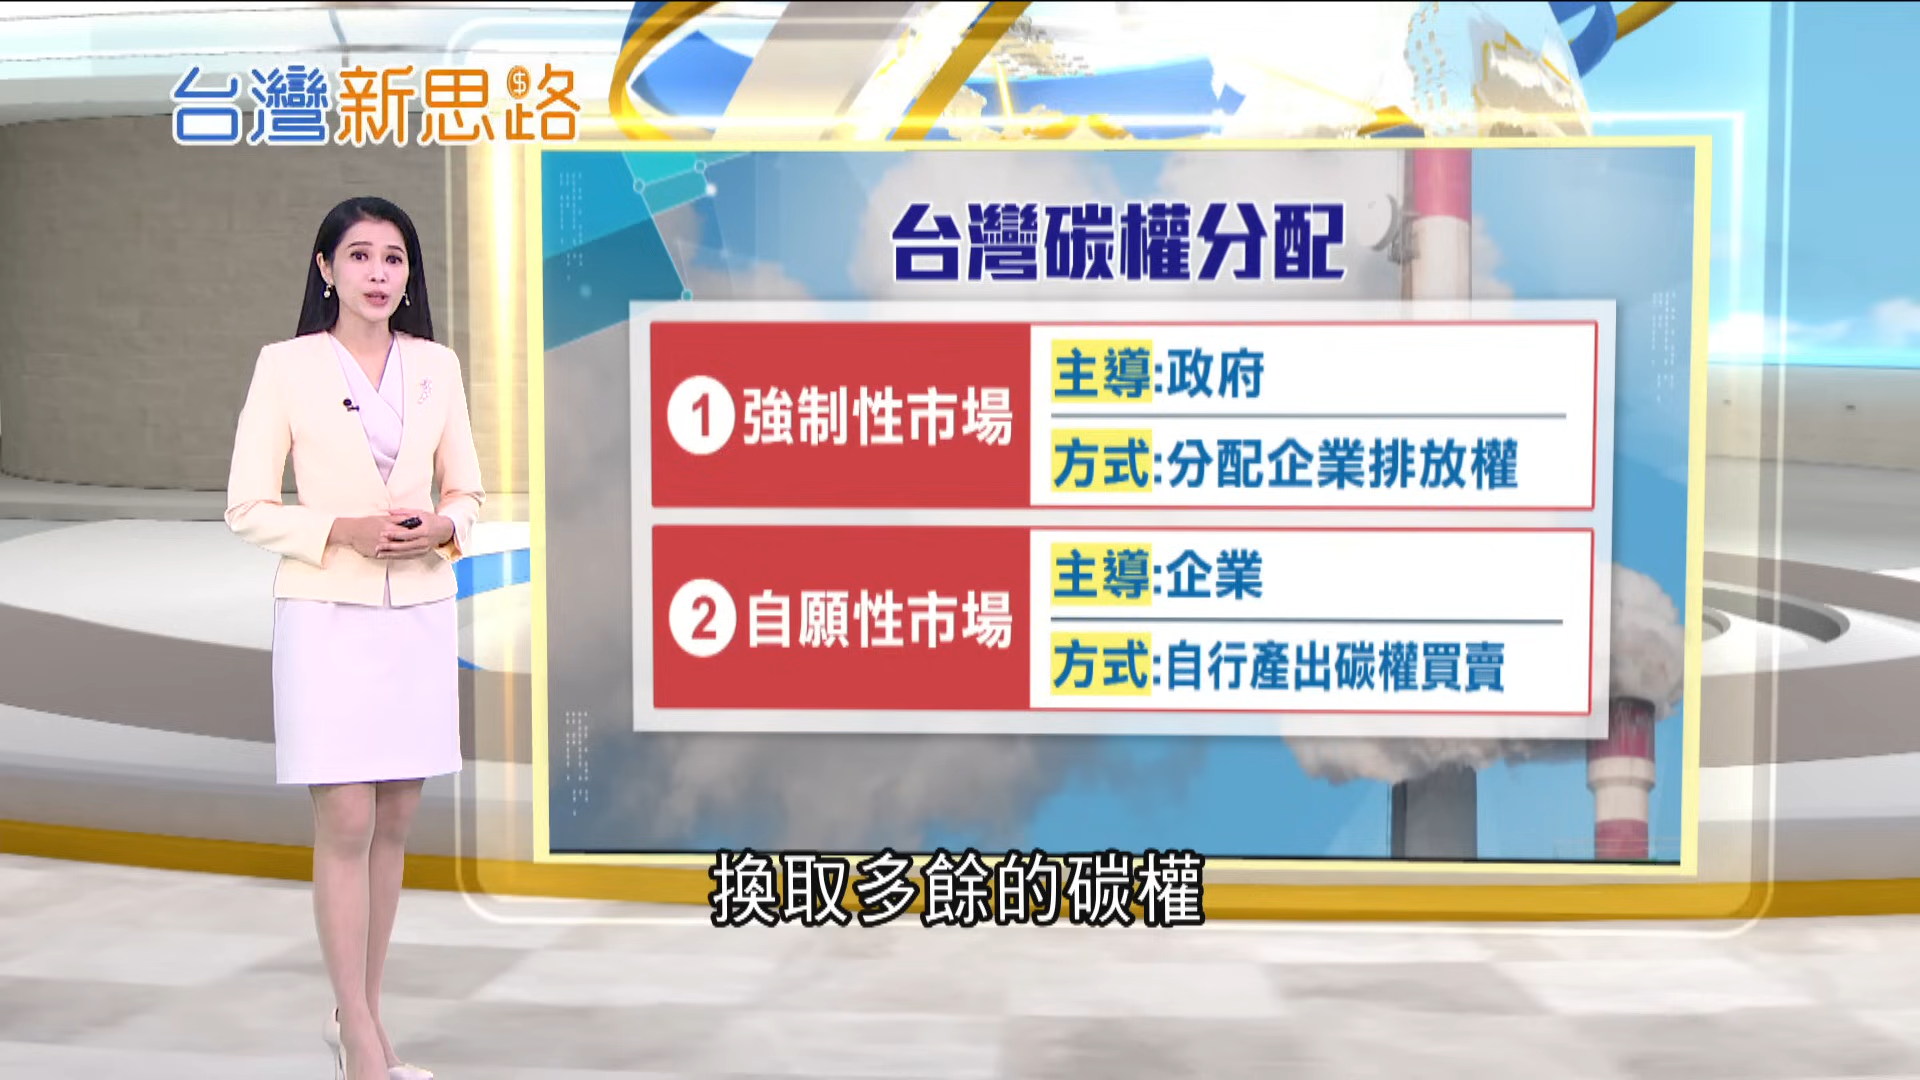 台灣新思路
台灣碳權分配
1 強制性市場
主導:政府
方式:分配企業排放權
2 自願性市場
主導:企業
方式:自行產出碳權買賣
換取多餘的碳權